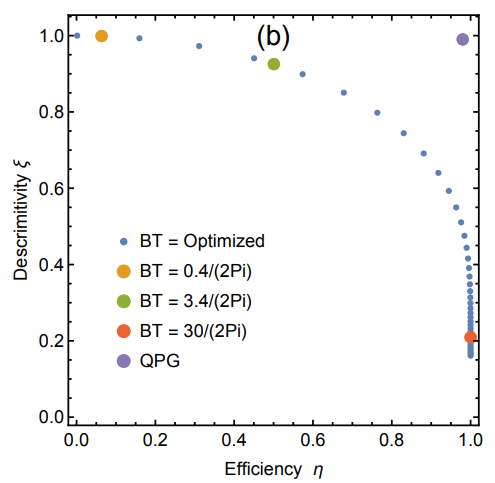 (b)
1.0
0.8
0.6
0.4
0.2
0.0
Descrimitivity ξ
BT = Optimized
BT = 0.4/(2Pi)
BT = 3.4/(2Pi)
BT = 30/(2Pi)
QPG
0.0 0.2 0.4 0.6 0.8 1.0
Efficiency η